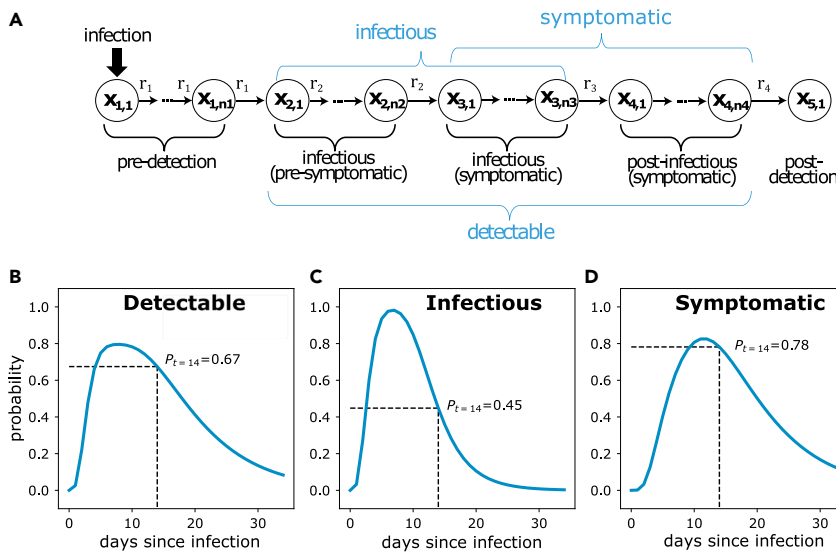 A
infection
infectious
symptomatic
r1 r1 r1 r2 r2 r3 r4
x1,1 x1,n1 x2,1 x2,n2 x3,1 x3,n3 x4,1 x4,n4 x5,1
pre-detection
infectious
(pre-symptomatic)
infectious
(symptomatic)
post-infectious
(symptomatic)
post-
detection
detectable
B
Detectable
probability
1.0
0.8
0.6
0.4
0.2
0.0
Pt=14=0.67
0 10 20 30
days since infection
C
Infectious
1.0
0.8
0.6
0.4
0.2
0.0
Pt=14=0.45
0 10 20 30
days since infection
D
Symptomatic
1.0
0.8
0.6
0.4
0.2
0.0
Pt=14=0.78
0 10 20 30
days since infection